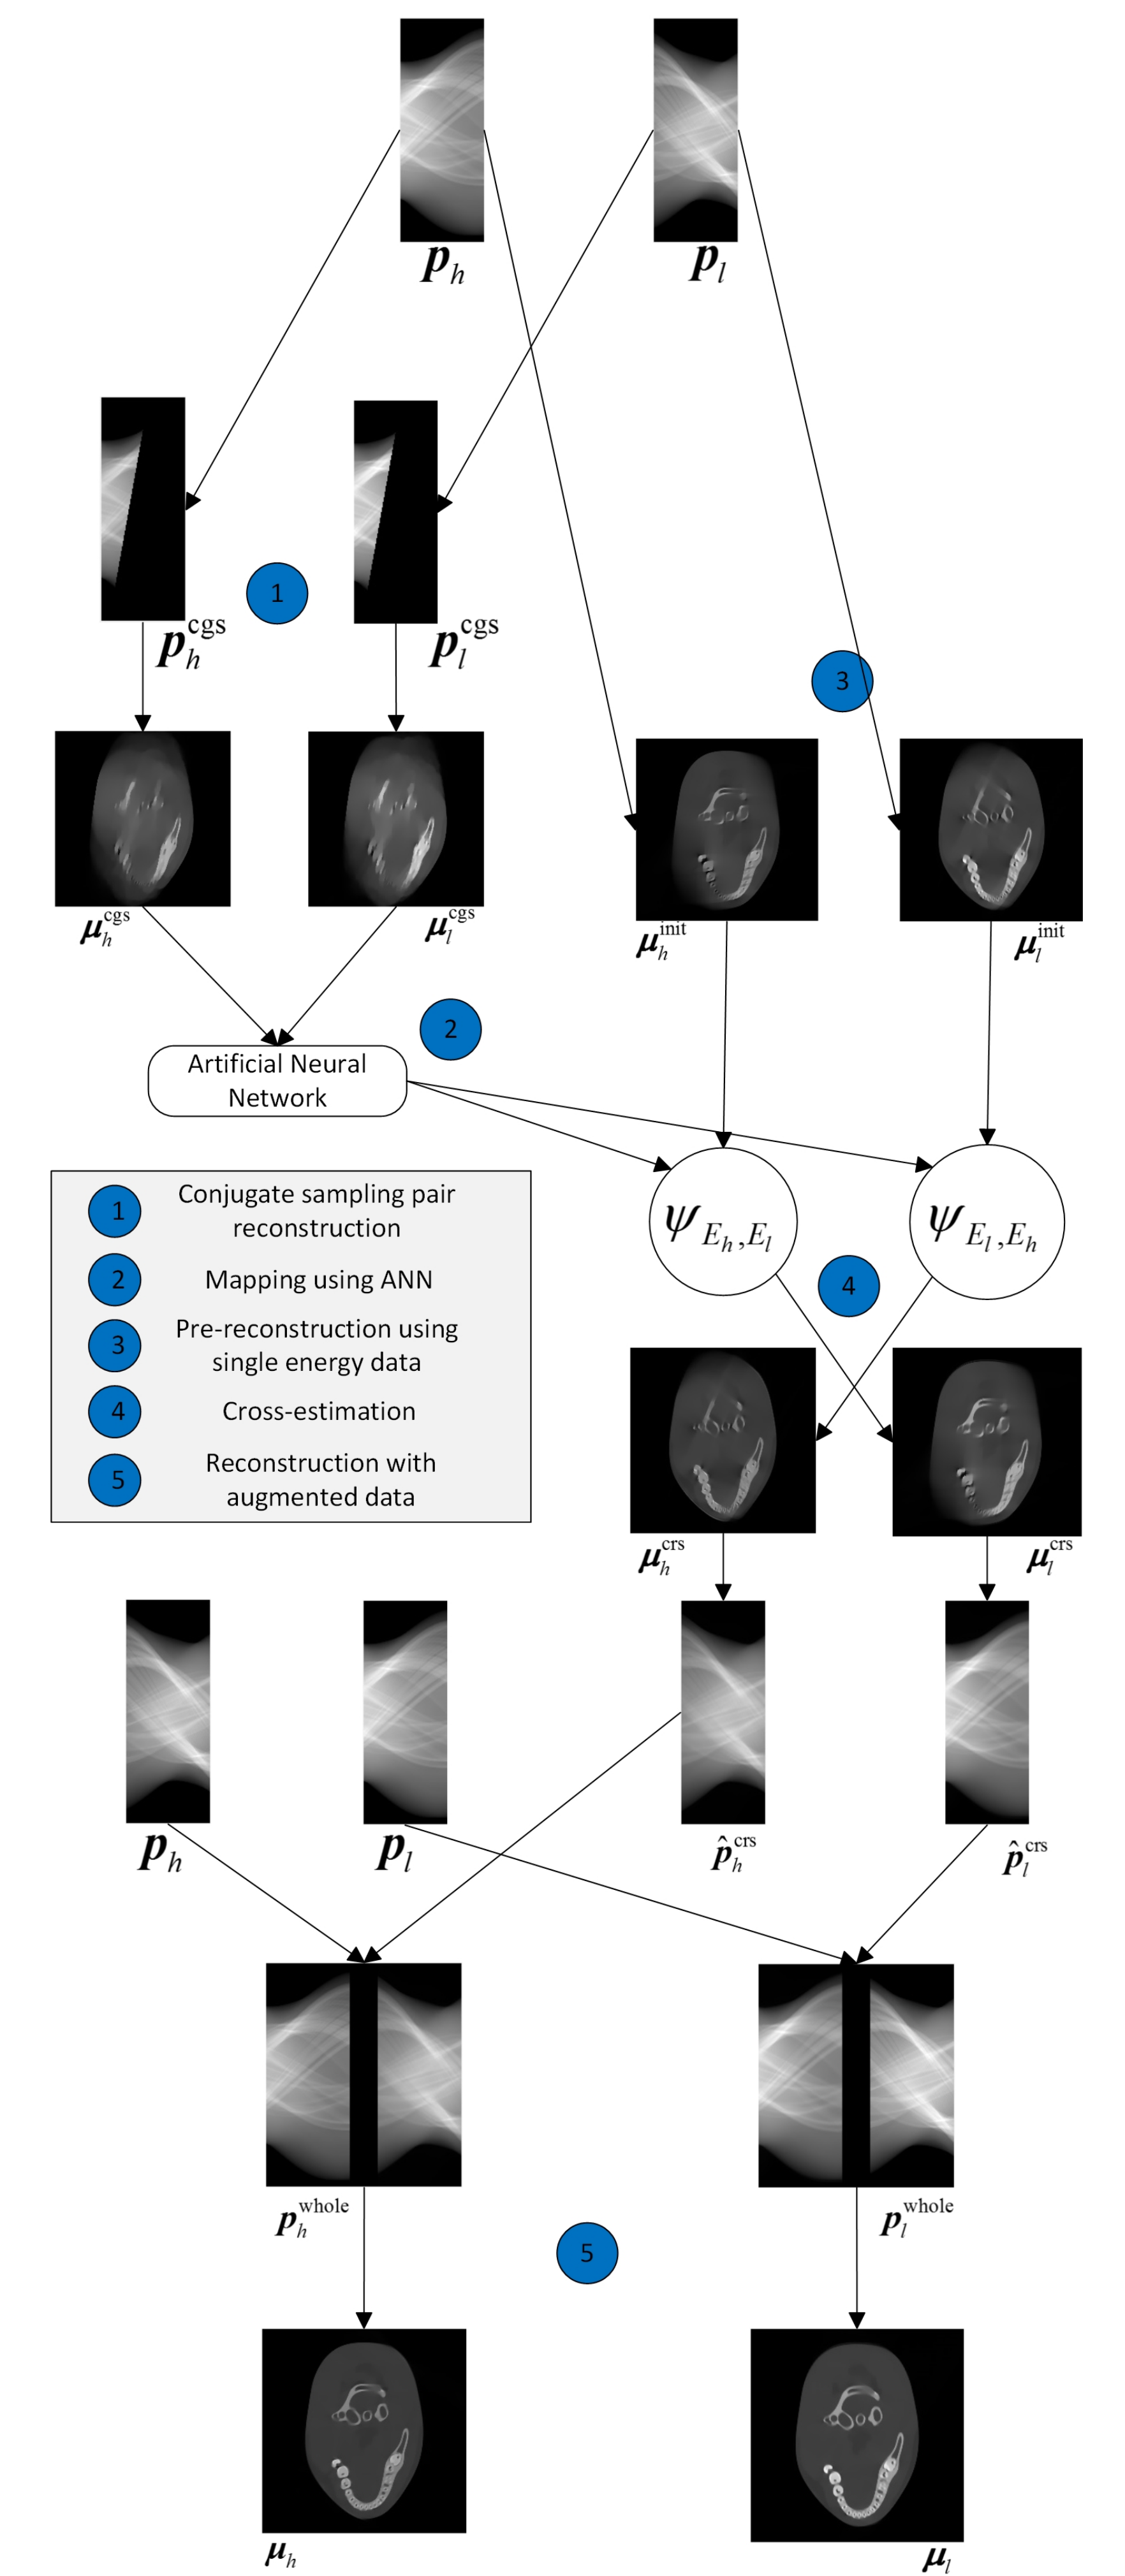 p_h
p_l
p_h^cgs
p_l^cgs
1
3
μ_h^cgs
μ_l^cgs
μ_h^init
μ_l^init
2
Artificial Neural
Network
ψ_{E_h,E_l}
ψ_{E_l,E_h}
4
1 Conjugate sampling pair
reconstruction
2 Mapping using ANN
3 Pre-reconstruction using
single energy data
4 Cross-estimation
5 Reconstruction with
augmented data
μ_h^crs
μ_l^crs
p_h
p_l
p̂_h^crs
p̂_l^crs
p_h^whole
p_l^whole
5
μ_h
μ_l